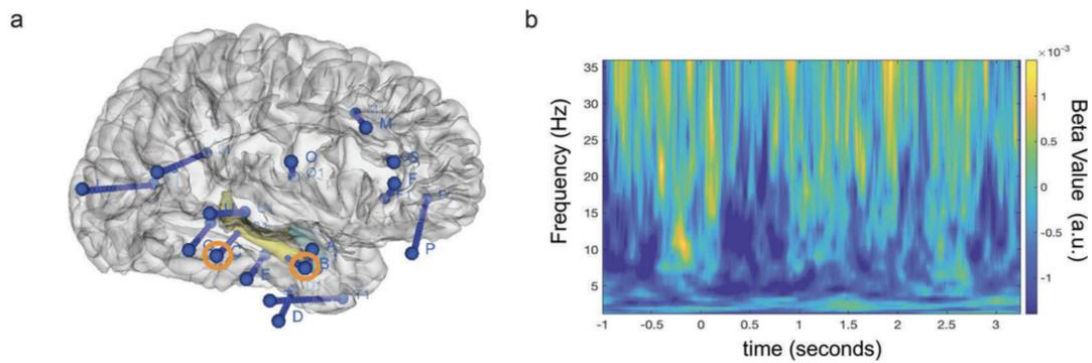 a
M
O
O
S
F
P
A
B
E
D
b
Frequency (Hz)
35
30
25
20
15
10
5
-1
-0.5
0
0.5
1
1.5
2
2.5
3
time (seconds)
×10⁻³
1
0.5
0
-0.5
-1
Beta Value (a.u.)